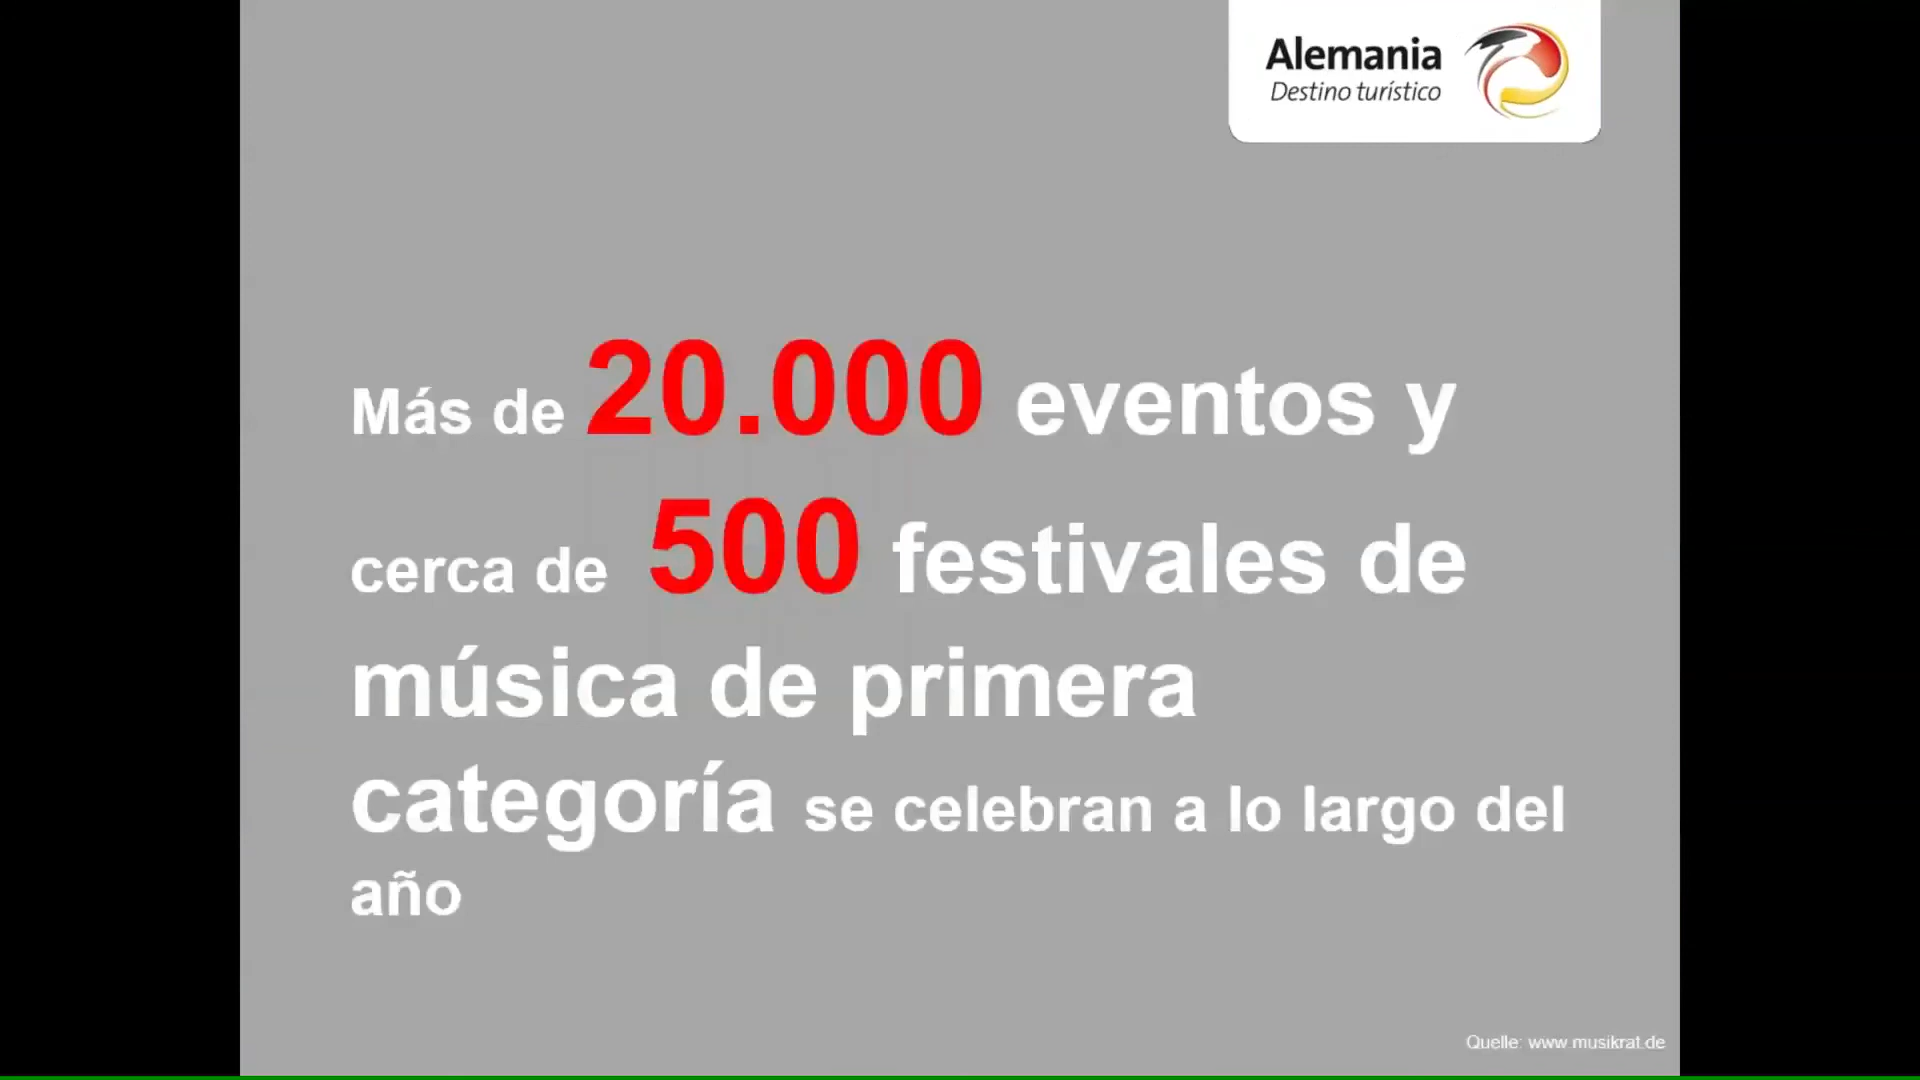 Alemania
Destino turístico
Más de 20.000 eventos y
cerca de 500 festivales de
música de primera
categoría se celebran a lo largo del
año
Quelle: www.musikrat.de